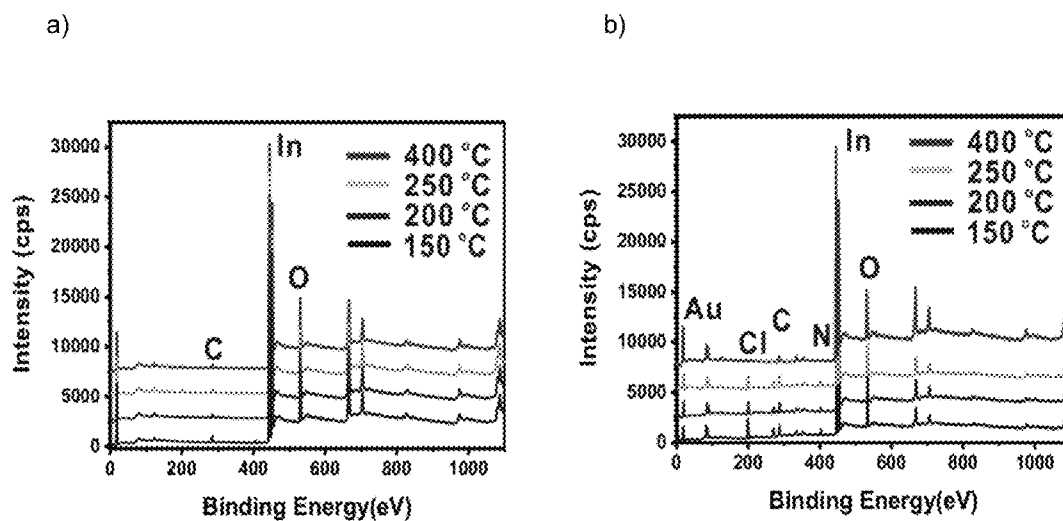 a)
30000
25000
20000
15000
10000
5000
0
Intensity (cps)
In
O
C
400 °C
250 °C
200 °C
150 °C
0 200 400 600 800 1000
Binding Energy(eV)
b)
30000
25000
20000
15000
10000
5000
0
Intensity (cps)
In
O
Au
Cl
C
N
400 °C
250 °C
200 °C
150 °C
0 200 400 600 800 1000
Binding Energy(eV)